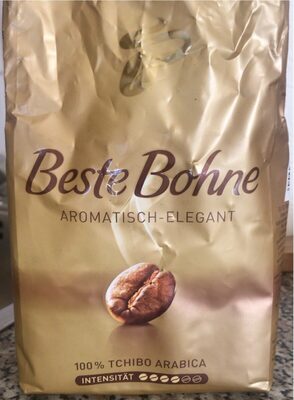 Beste Bohne
AROMATISCH-ELEGANT
100% TCHIBO ARABICA
INTENSITÄT